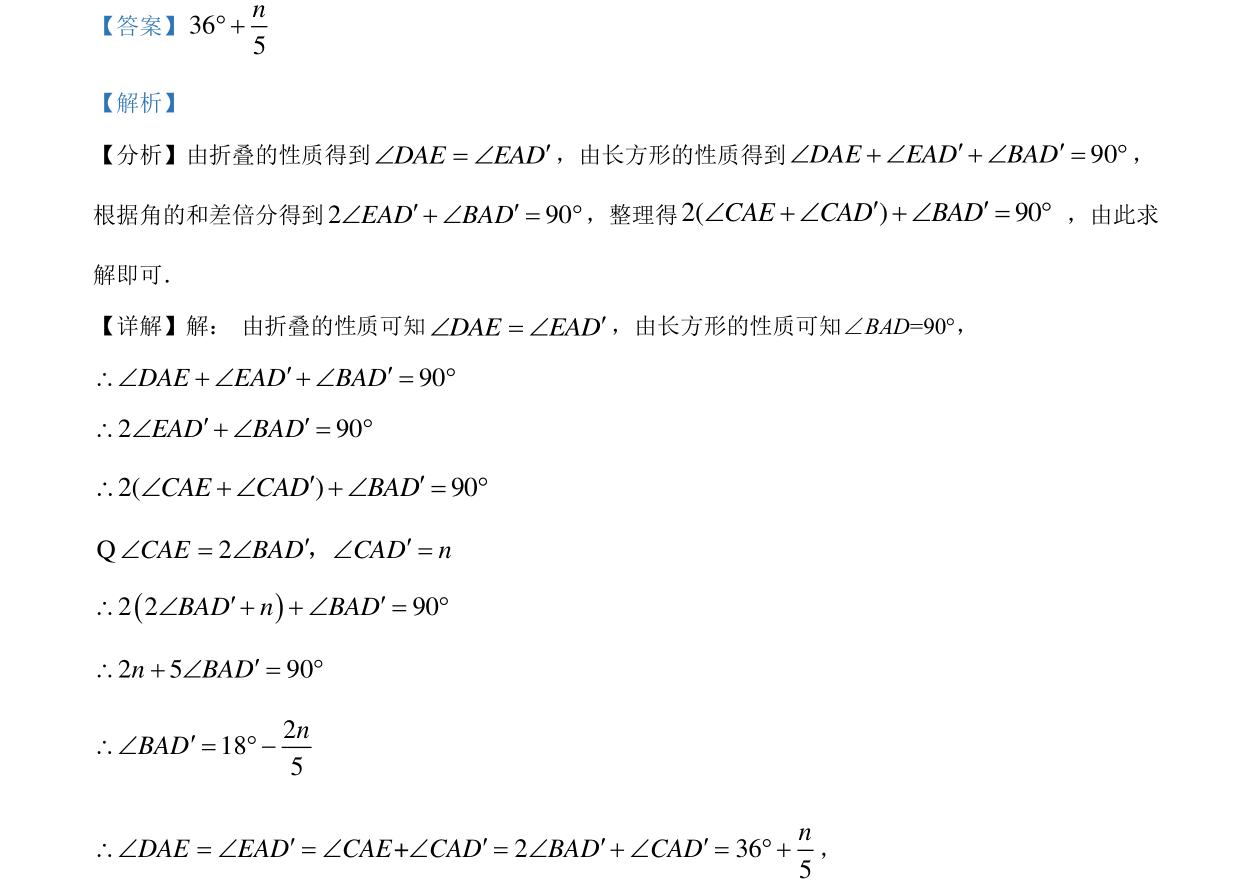 【答案】36° + n/5
【解析】
【分析】由折叠的性质得到∠DAE = ∠EAD′，由长方形的性质得到∠DAE + ∠EAD′ + ∠BAD′ = 90°，
根据角的和差倍分得到2∠EAD′ + ∠BAD′ = 90°，整理得2(∠CAE + ∠CAD′) + ∠BAD′ = 90° ，由此求
解即可．
【详解】解： 由折叠的性质可知∠DAE = ∠EAD′，由长方形的性质可知∠BAD=90°，
∴∠DAE + ∠EAD′ + ∠BAD′ = 90°
∴2∠EAD′ + ∠BAD′ = 90°
∴2(∠CAE + ∠CAD′) + ∠BAD′ = 90°
Q∠CAE = 2∠BAD′，∠CAD′ = n
∴2(2∠BAD′ + n) + ∠BAD′ = 90°
∴2n + 5∠BAD′ = 90°
∴∠BAD′ = 18° − 2n/5
∴∠DAE = ∠EAD′ = ∠CAE+∠CAD′ = 2∠BAD′ + ∠CAD′ = 36° + n/5，